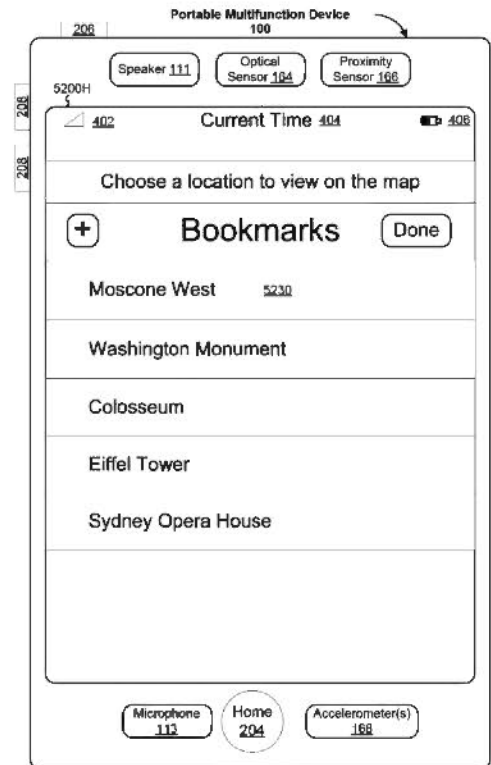 Portable Multifunction Device
100
206
Speaker 111
Optical
Sensor 164
Proximity
Sensor 166
5200H
208
402
Current Time 404
406
208
Choose a location to view on the map
+
Bookmarks
Done
Moscone West 5230
Washington Monument
Colosseum
Eiffel Tower
Sydney Opera House
Microphone
113
Home
204
Accelerometer(s)
168